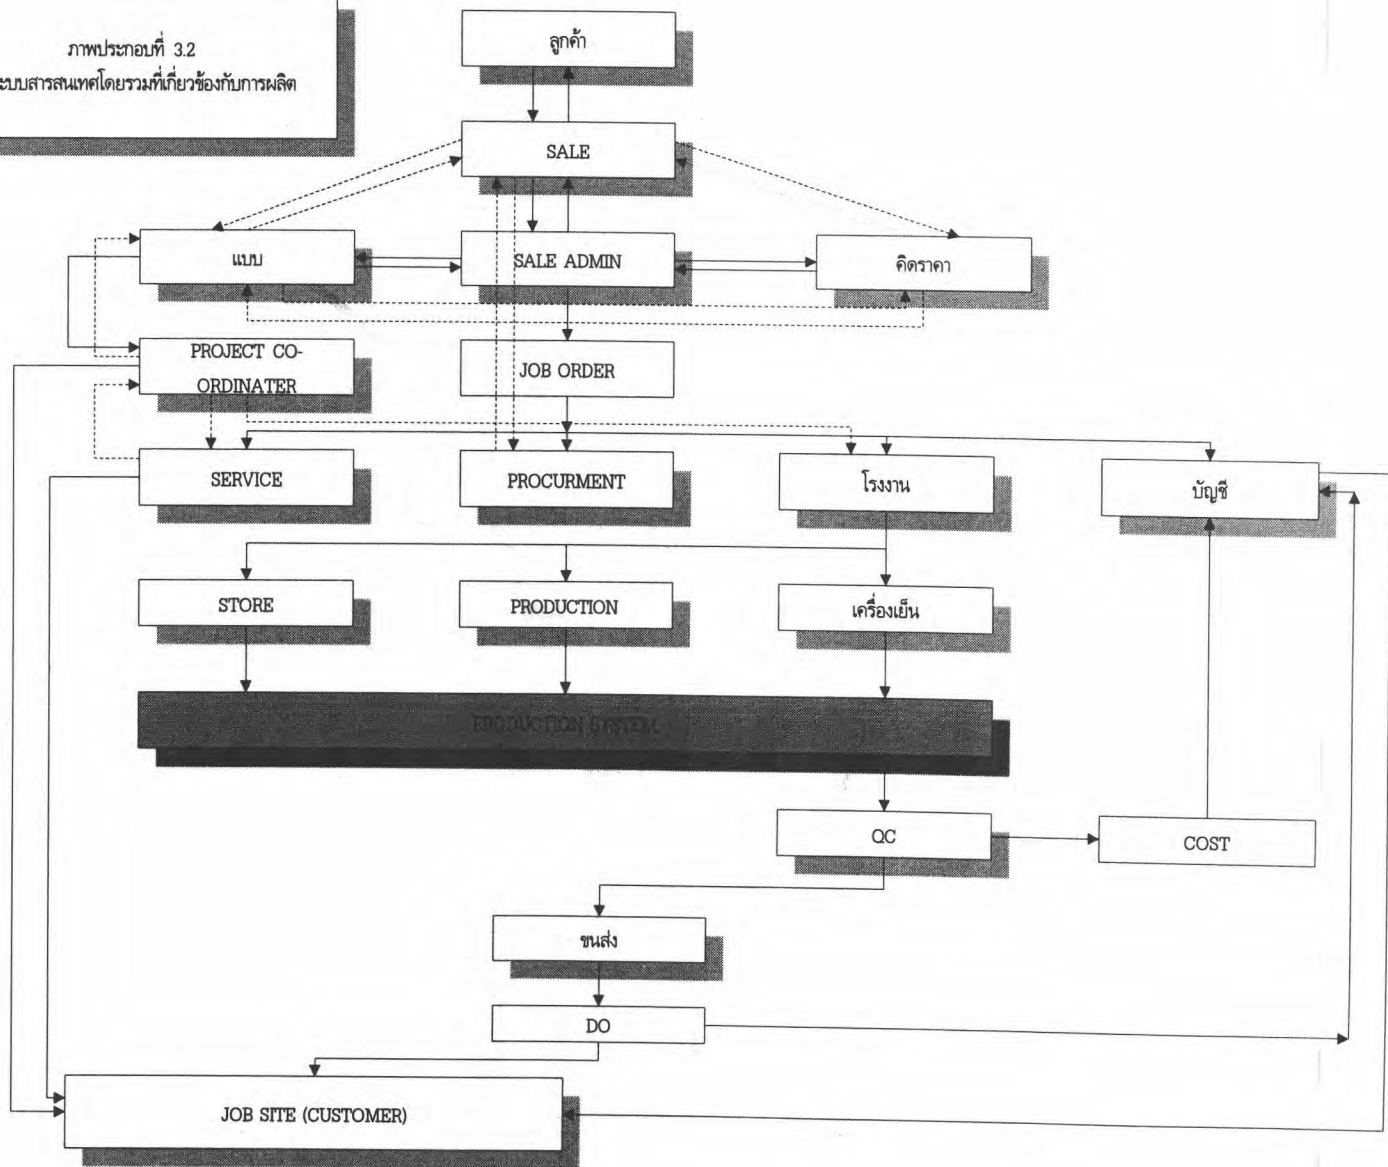 ภาพประกอบที่ 3.2
ระบบสารสนเทศโดยรวมที่เกี่ยวข้องกับการผลิต
ลูกค้า
SALE
แบบ
SALE ADMIN
คิดราคา
PROJECT CO-
ORDINATER
JOB ORDER
SERVICE
PROCURMENT
โรงงาน
บัญชี
STORE
PRODUCTION
เครื่องเย็น
PRODUCTION SYSTEM
QC
COST
ขนส่ง
DO
JOB SITE (CUSTOMER)